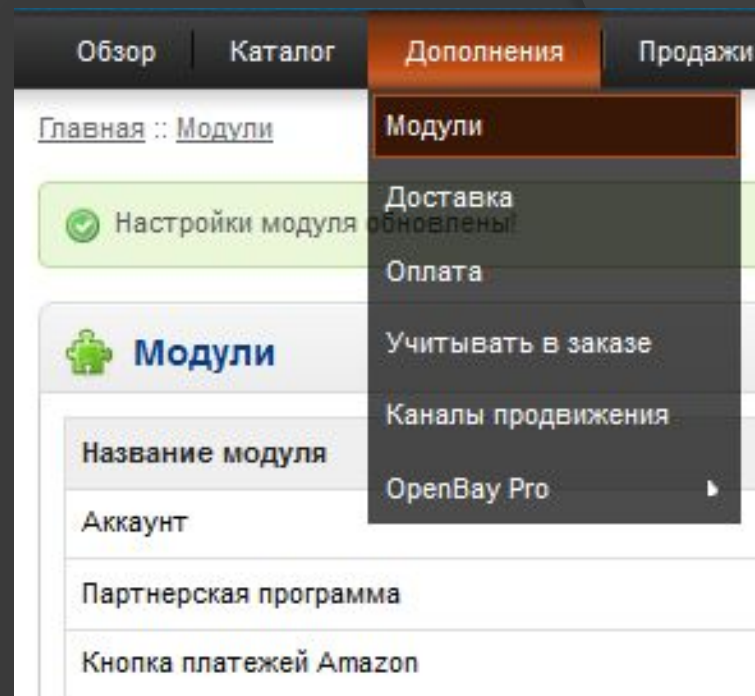 Обзор Каталог Дополнения Продажи
Главная :: Модули
Модули
Доставка
Настройки модуля обновлены!
Оплата
Модули
Учитывать в заказе
Каналы продвижения
Название модуля
OpenBay Pro
Аккаунт
Партнерская программа
Кнопка платежей Amazon